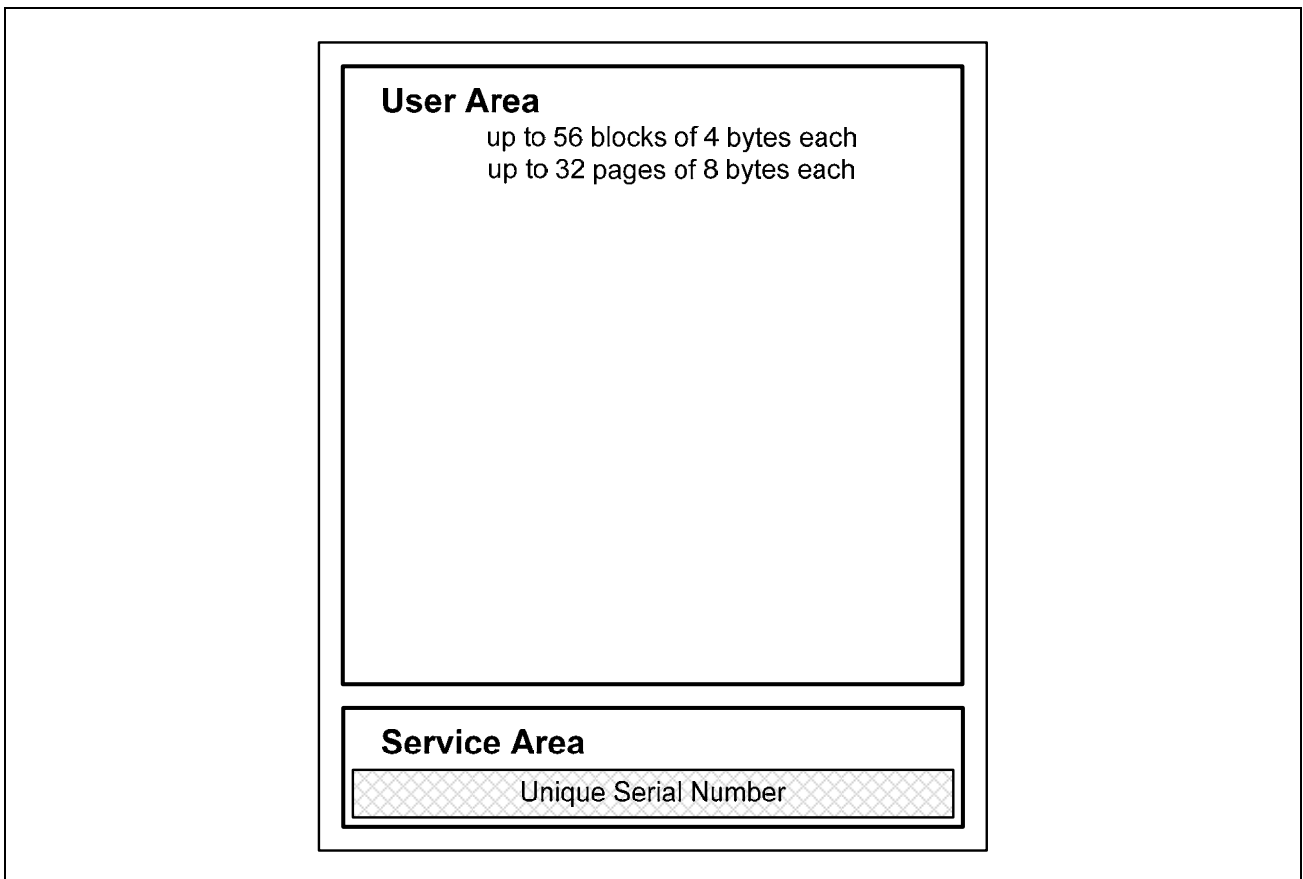 User Area
up to 56 blocks of 4 bytes each
up to 32 pages of 8 bytes each
Service Area
Unique Serial Number